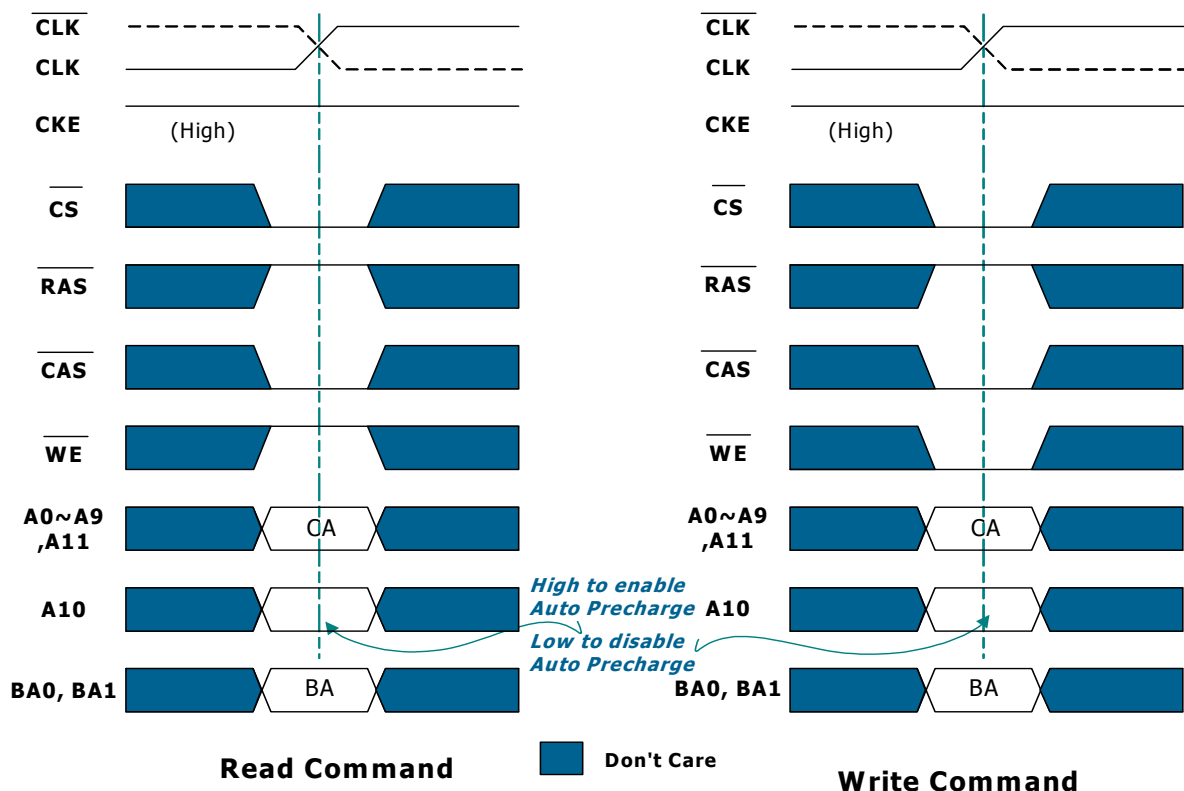 CLK
CLK
CKE
(High)
CS
RAS
CAS
WE
A0~A9
,A11
CA
A10
BA0, BA1
BA
Read Command
High to enable
Auto Precharge
Low to disable
Auto Precharge
Don't Care
CLK
CLK
CKE
(High)
CS
RAS
CAS
WE
A0~A9
,A11
CA
A10
BA0, BA1
BA
Write Command